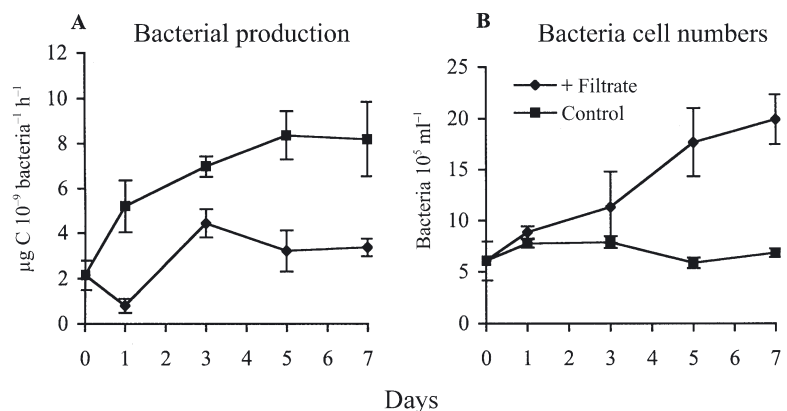 A
Bacterial production
µg C 10⁻⁹ bacteria⁻¹ h⁻¹
12
10
8
6
4
2
0
0 1 2 3 4 5 6 7
B
Bacteria cell numbers
Bacteria 10⁵ ml⁻¹
+ Filtrate
Control
25
20
15
10
5
0
0 1 2 3 4 5 6 7
Days